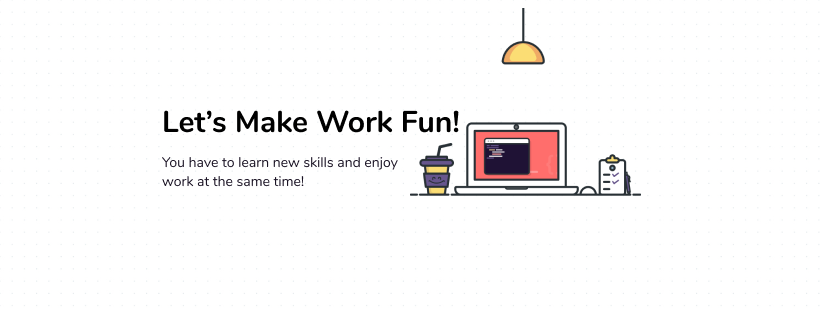 Let’s Make Work Fun!
You have to learn new skills and enjoy
work at the same time!